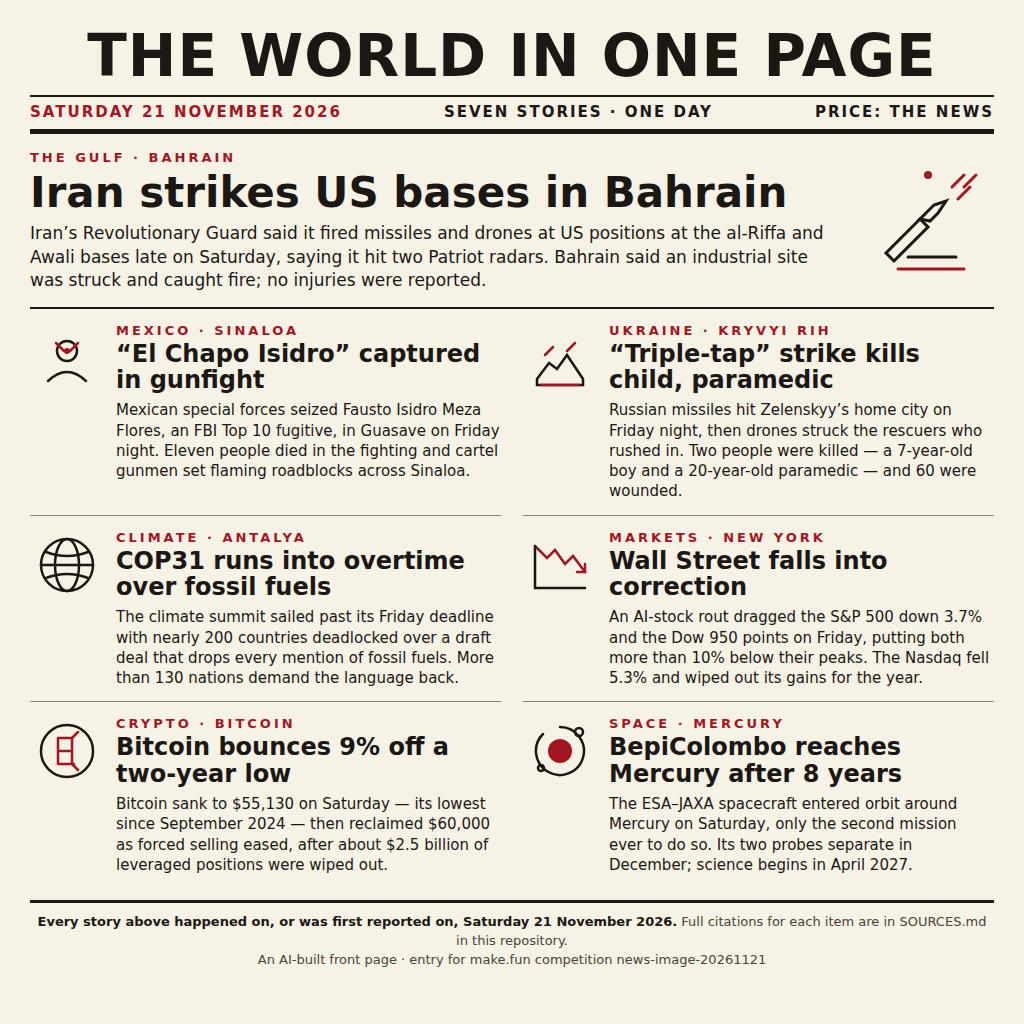 THE WORLD IN ONE PAGE
SATURDAY 21 NOVEMBER 2026 SEVEN STORIES · ONE DAY PRICE: THE NEWS
THE GULF · BAHRAIN
Iran strikes US bases in Bahrain
Iran’s Revolutionary Guard said it fired missiles and drones at US positions at the al-Riffa and
Awali bases late on Saturday, saying it hit two Patriot radars. Bahrain said an industrial site
was struck and caught fire; no injuries were reported.
MEXICO · SINALOA
“El Chapo Isidro” captured
in gunfight
Mexican special forces seized Fausto Isidro Meza
Flores, an FBI Top 10 fugitive, in Guasave on Friday
night. Eleven people died in the fighting and cartel
gunmen set flaming roadblocks across Sinaloa.
UKRAINE · KRYVYI RIH
“Triple-tap” strike kills
child, paramedic
Russian missiles hit Zelenskyy’s home city on
Friday night, then drones struck the rescuers who
rushed in. Two people were killed — a 7-year-old
boy and a 20-year-old paramedic — and 60 were
wounded.
CLIMATE · ANTALYA
COP31 runs into overtime
over fossil fuels
The climate summit sailed past its Friday deadline
with nearly 200 countries deadlocked over a draft
deal that drops every mention of fossil fuels. More
than 130 nations demand the language back.
MARKETS · NEW YORK
Wall Street falls into
correction
An AI-stock rout dragged the S&P 500 down 3.7%
and the Dow 950 points on Friday, putting both
more than 10% below their peaks. The Nasdaq fell
5.3% and wiped out its gains for the year.
CRYPTO · BITCOIN
Bitcoin bounces 9% off a
two-year low
Bitcoin sank to $55,130 on Saturday — its lowest
since September 2024 — then reclaimed $60,000
as forced selling eased, after about $2.5 billion of
leveraged positions were wiped out.
SPACE · MERCURY
BepiColombo reaches
Mercury after 8 years
The ESA–JAXA spacecraft entered orbit around
Mercury on Saturday, only the second mission
ever to do so. Its two probes separate in
December; science begins in April 2027.
Every story above happened on, or was first reported on, Saturday 21 November 2026. Full citations for each item are in SOURCES.md
in this repository.
An AI-built front page · entry for make.fun competition news-image-20261121